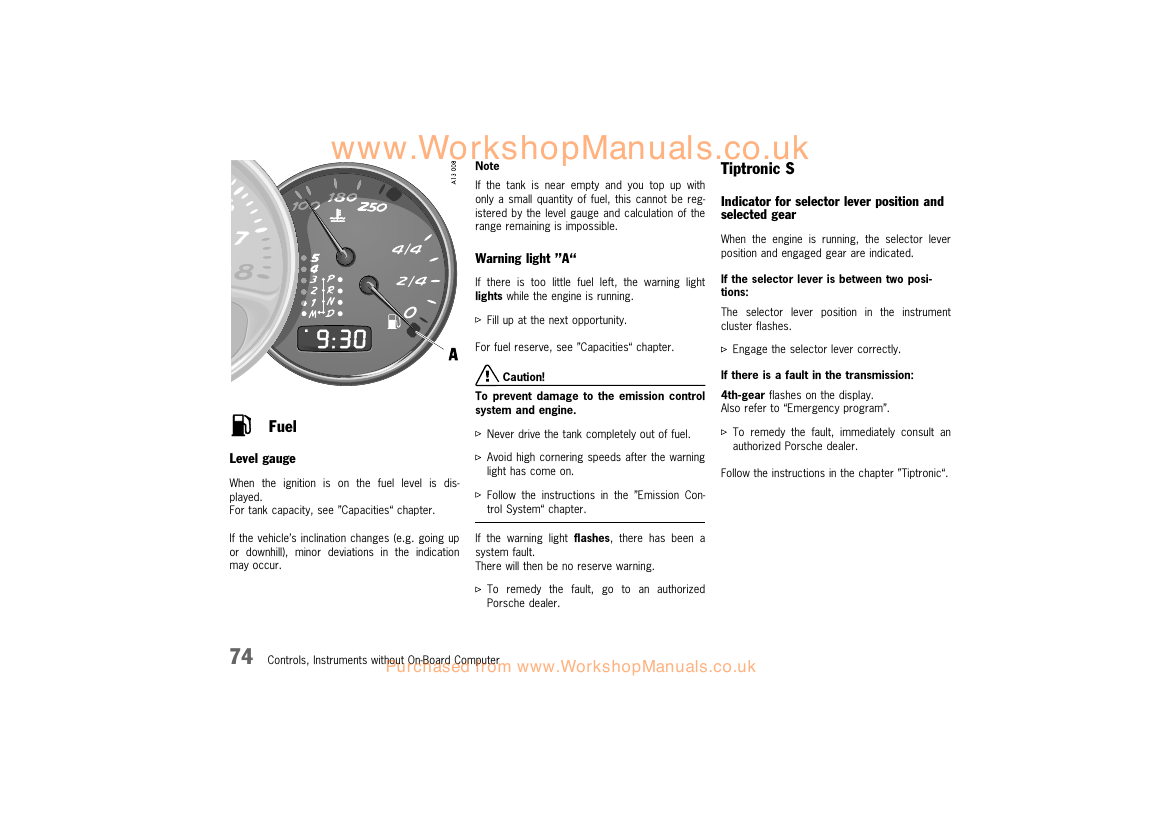 www.WorkshopManuals.co.uk
A13 008
100
180
250
4/4
2/4
0
7
8
5
4
3 P
2 R
1 N
M D
9:30
A
Fuel
Level gauge
When the ignition is on the fuel level is dis-
played.
For tank capacity, see ”Capacities“ chapter.
If the vehicle's inclination changes (e.g. going up
or downhill), minor deviations in the indication
may occur.
Note
If the tank is near empty and you top up with
only a small quantity of fuel, this cannot be reg-
istered by the level gauge and calculation of the
range remaining is impossible.
Warning light ”A“
If there is too little fuel left, the warning light
lights while the engine is running.
▷ Fill up at the next opportunity.
For fuel reserve, see ”Capacities“ chapter.
Caution!
To prevent damage to the emission control
system and engine.
▷ Never drive the tank completely out of fuel.
▷ Avoid high cornering speeds after the warning
light has come on.
▷ Follow the instructions in the ”Emission Con-
trol System“ chapter.
If the warning light flashes, there has been a
system fault.
There will then be no reserve warning.
▷ To remedy the fault, go to an authorized
Porsche dealer.
Tiptronic S
Indicator for selector lever position and
selected gear
When the engine is running, the selector lever
position and engaged gear are indicated.
If the selector lever is between two posi-
tions:
The selector lever position in the instrument
cluster flashes.
▷ Engage the selector lever correctly.
If there is a fault in the transmission:
4th-gear flashes on the display.
Also refer to “Emergency program”.
▷ To remedy the fault, immediately consult an
authorized Porsche dealer.
Follow the instructions in the chapter ”Tiptronic“.
74 Controls, Instruments without On-Board Computer
Purchased from www.WorkshopManuals.co.uk